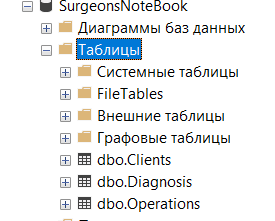 SurgeonsNoteBook
Диаграммы баз данных
Таблицы
Системные таблицы
FileTables
Внешние таблицы
Графовые таблицы
dbo.Clients
dbo.Diagnosis
dbo.Operations